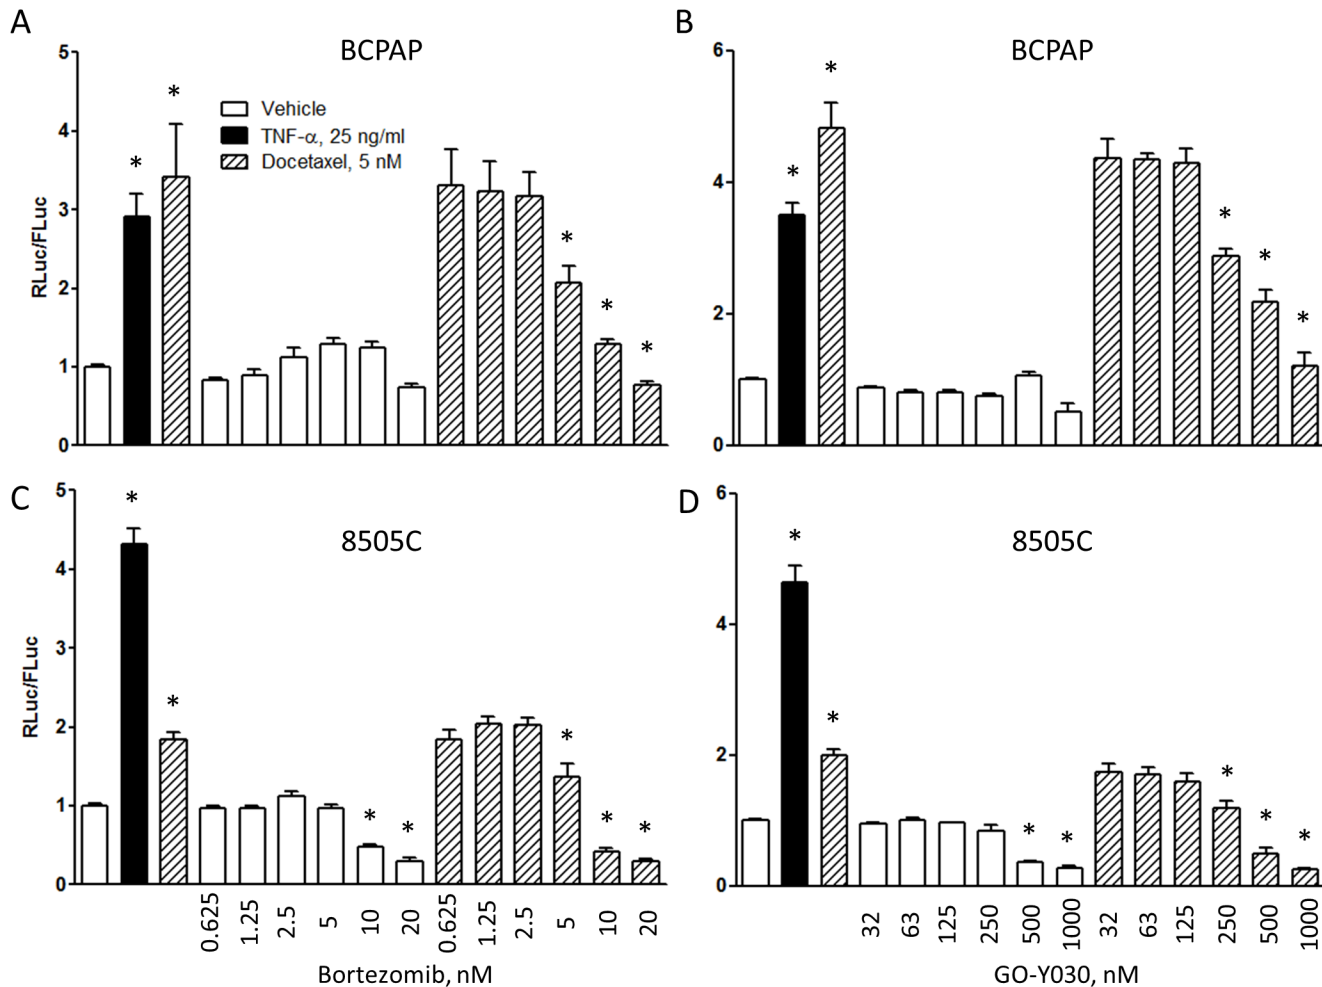 A
BCPAP
5
4
3
2
1
0
RLuc/FLuc
Vehicle
TNF-α, 25 ng/ml
Docetaxel, 5 nM
* * * * *
B
BCPAP
6
4
2
0
* * * * *
C
8505C
5
4
3
2
1
0
RLuc/FLuc
* * * * * * *
0.625 1.25 2.5 5 10 20 0.625 1.25 2.5 5 10 20
Bortezomib, nM
D
8505C
6
4
2
0
* * * * * * *
32 63 125 250 500 1000 32 63 125 250 500 1000
GO-Y030, nM